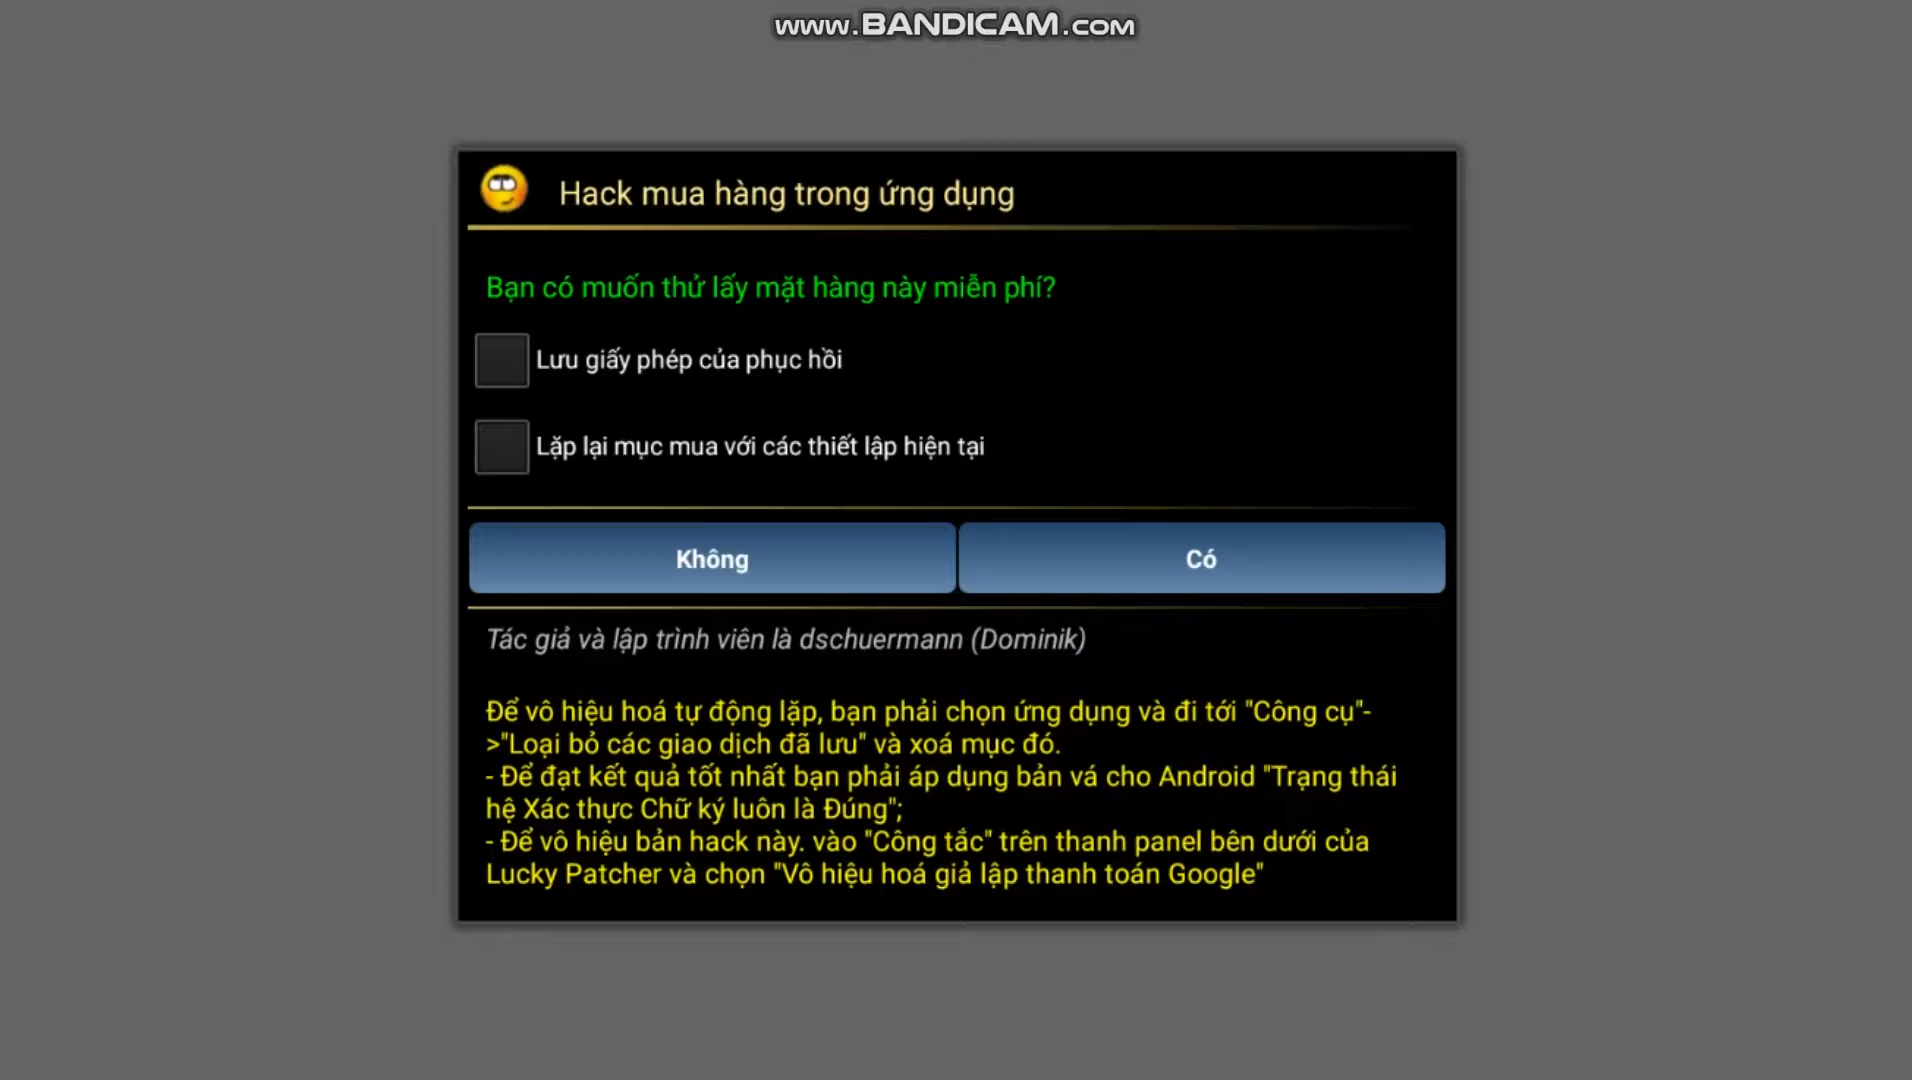 www.BANDICAM.COM
Hack mua hàng trong ứng dụng
Bạn có muốn thử lấy mặt hàng này miễn phí?
Lưu giấy phép của phục hồi
Lặp lại mục mua với các thiết lập hiện tại
Không
Có
Tác giả và lập trình viên là dschuermann (Dominik)
Để vô hiệu hoá tự động lặp, bạn phải chọn ứng dụng và đi tới "Công cụ"-
>"Loại bỏ các giao dịch đã lưu" và xoá mục đó.
- Để đạt kết quả tốt nhất bạn phải áp dụng bản vá cho Android "Trạng thái
hệ Xác thực Chữ ký luôn là Đúng";
- Để vô hiệu bản hack này. vào "Công tắc" trên thanh panel bên dưới của
Lucky Patcher và chọn "Vô hiệu hoá giả lập thanh toán Google"